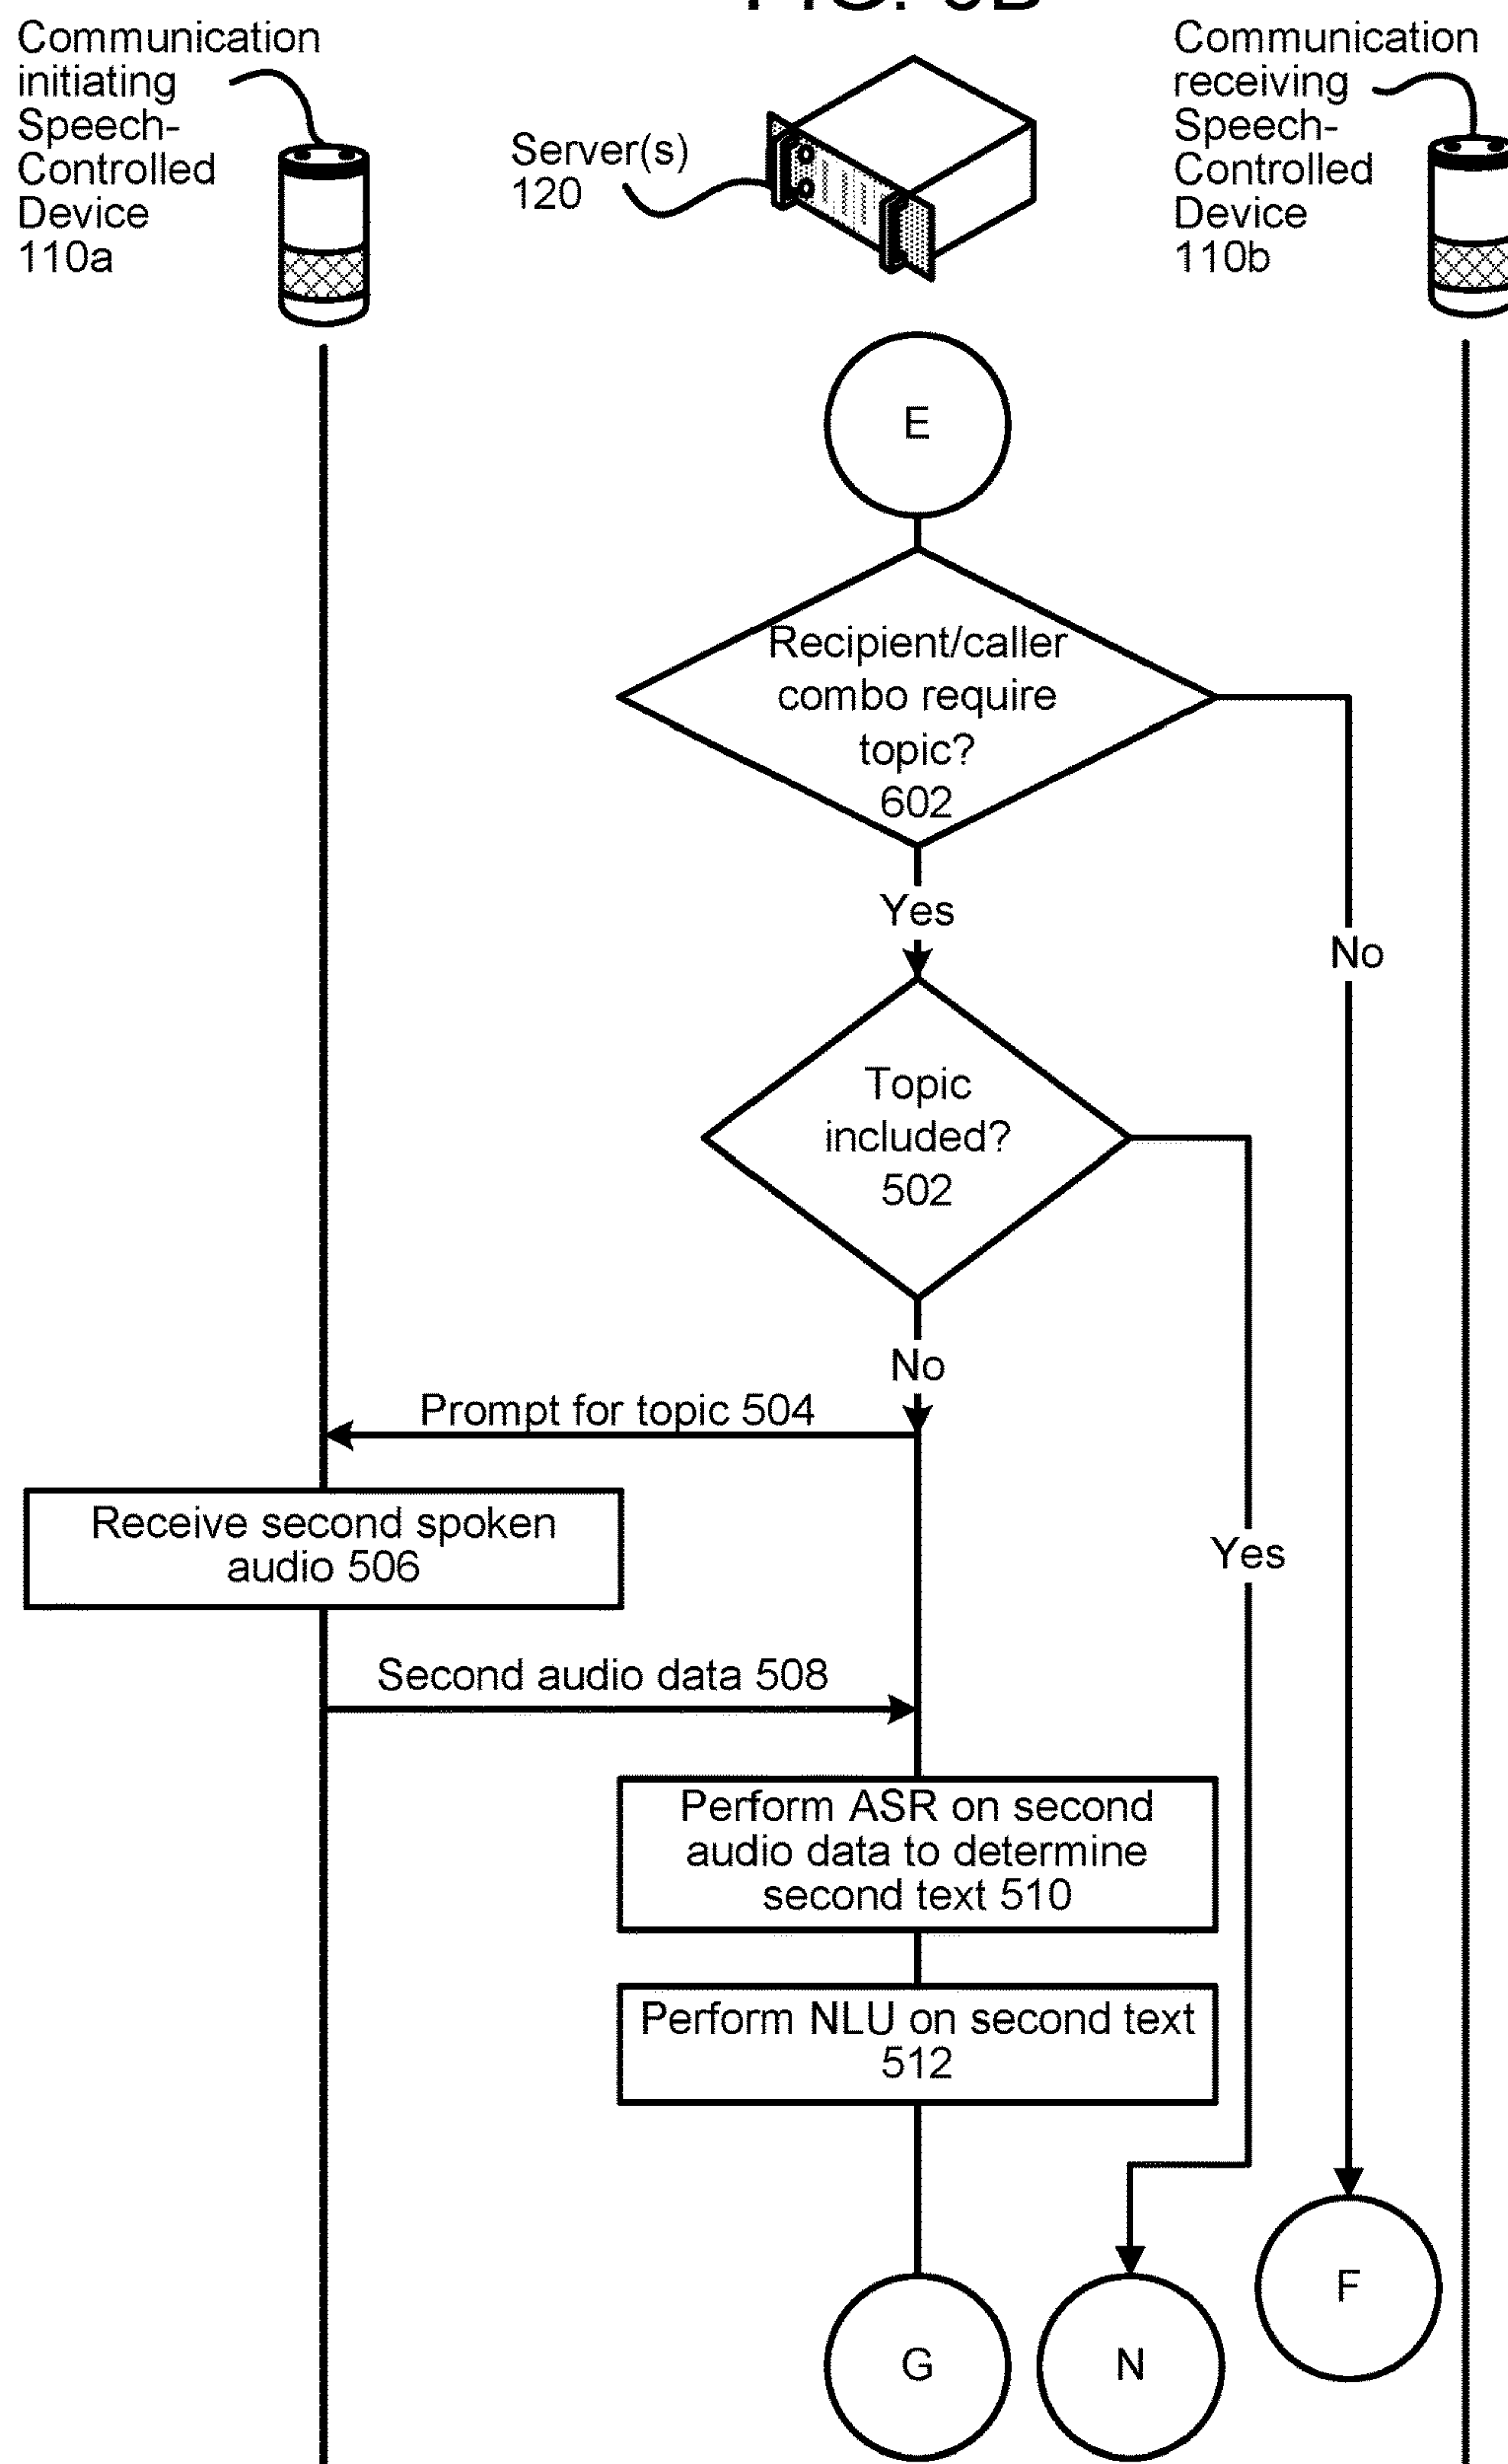 FIG.
Communication
initiating
Speech-
Controlled
Device
110a
Server(s)
120
Communication
receiving
Speech-
Controlled
Device
110b
E
Recipient/caller
combo require
topic?
602
Yes
No
Topic
included?
502
No
Prompt for topic 504
Receive second spoken
audio 506
Yes
Second audio data 508
Perform ASR on second
audio data to determine
second text 510
Perform NLU on second text
512
F
G
N